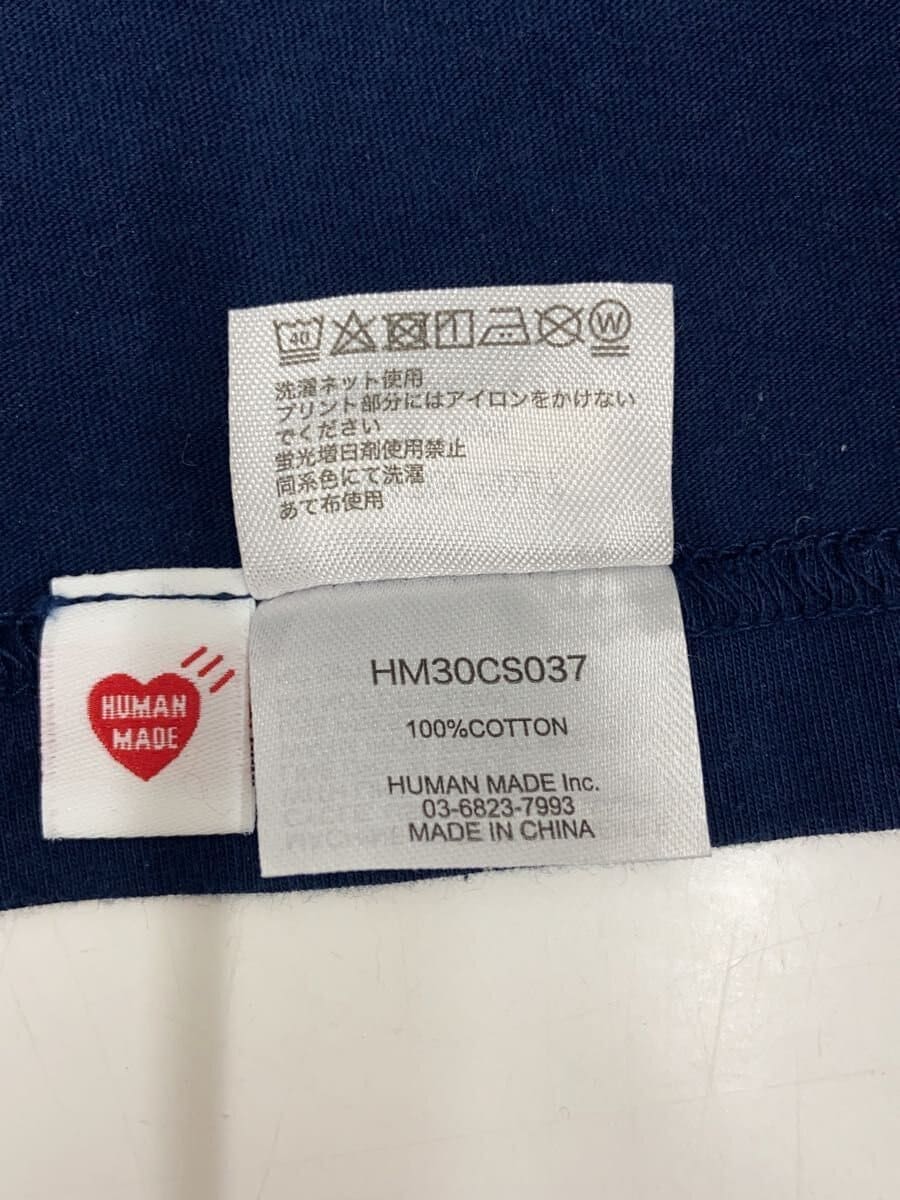 40
W
洗濯ネット使用
プリント部分にはアイロンをかけない
でください
蛍光増白剤使用禁止
同系色にて洗濯
あて布使用
HUMAN
MADE
HM30CS037
100%COTTON
HUMAN MADE Inc.
03-6823-7993
MADE IN CHINA